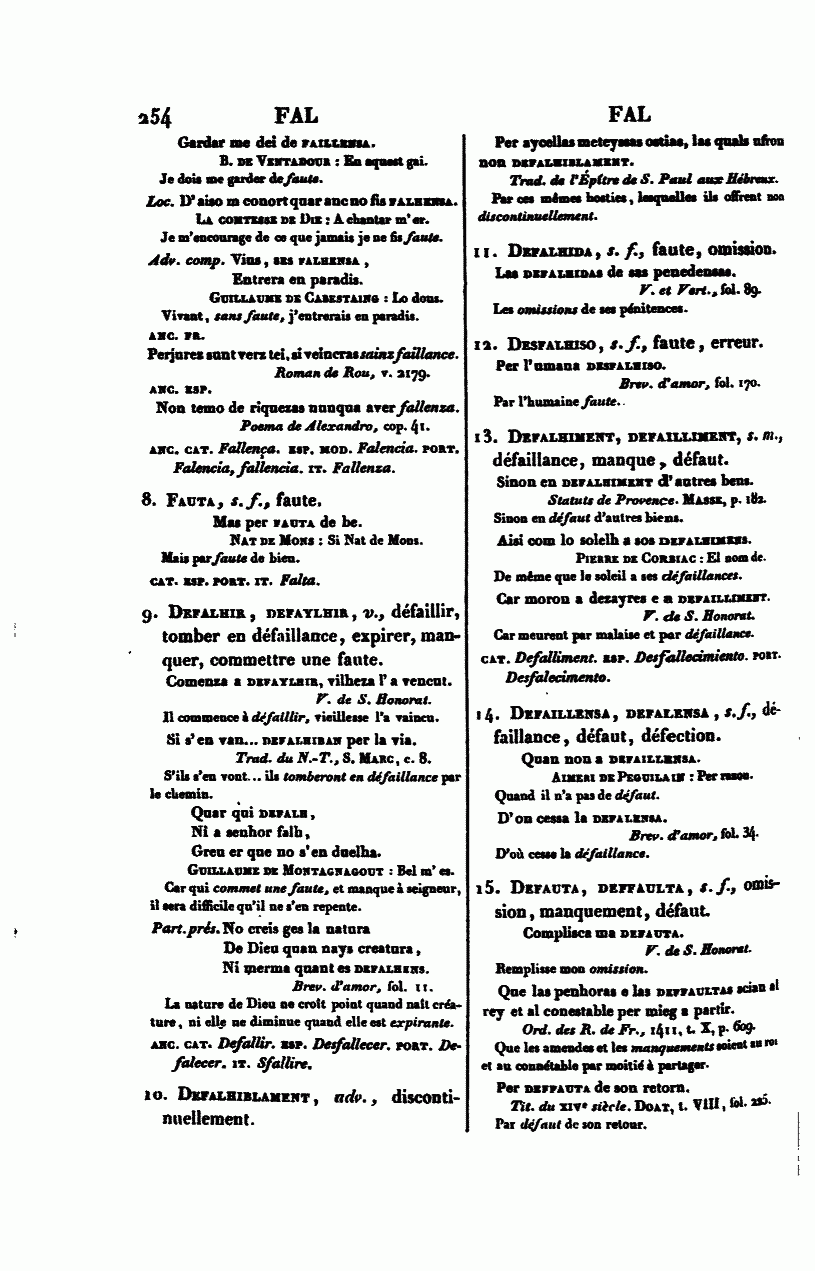 254 FAL FAL
Gardar me dei de FAILLENSA.
B. DE VENTADOUR : En aquest gai.
Je dois me garder de faute.
Loc. D'aiso m conort quar anc no fis FALHENSA.
LA COMTESSE DE DIE : A chantar m'er.
Je m'encourage de ce que jamais je ne fis faute.
Adv. comp. Vius, SES FALHENSA,
Entrera en paradis.
GUILLAUME DE CABESTAING : Lo dous.
Vivant, sans faute, j'entrerais en paradis.
ANC. FR.
Perjures sunt verz tei, si veincras sainz faillance.
Roman de Rou, v. 2179.
ANC. ESP.
Non temo de riquezas nunqua aver fallenza.
Poema de Alexandro, cop. 41.
ANC. CAT. Fallença. ESP. MOD. Falencia. PORT.
Falencia, fallencia. IT. Fallenza.
8. FAUTA, s. f., faute.
Mas per FAUTA de be.
NAT DE MONS : Si Nat de Mons.
Mais par faute de bien.
CAT. ESP. PORT. IT. Falta.
9. DEFALHIR, DEFAYLHIR, v., défaillir,
tomber en défaillance, expirer, man-
quer, commettre une faute.
Comensa a DEFAYLHIR, vilheza l'a vencut.
V. de S. Honorat.
Il commence à défaillir, vieillesse l'a vaincu.
Si s'en van... DEFALHIRAN per la via.
Trad. du N.-T., S. MARC, c. 8.
S'ils s'en vont... ils tomberont en défaillance par
le chemin.
Quar qui DEFALH,
Ni a senhor falh,
Greu er que no s'en duelha.
GUILLAUME DE MONTAGNAGOUT : Bel m'es.
Car qui commet une faute, et manque à seigneur,
il sera difficile qu'il ne s'en repente.
Part. prés. No creis ges la natura
De Dieu quan nays creatura,
Ni merma quant es DEFALHENS.
Brev. d'amor, fol. 11.
La nature de Dieu ne croît point quand naît créa-
ture, ni elle ne diminue quand elle est expirante.
ANC. CAT. Defallir. ESP. Desfallecer. PORT. De-
falecer. IT. Sfallire.
10. DEFALHIBLAMENT, adv., disconti-
nuellement.
Per aycellas meteyssas ostias, las quals ufron
non DEFALHIBLAMENT.
Trad. de l'Épître de S. Paul aux Hébreux.
Par ces mêmes hosties, lesquelles ils offrent non
discontinuellement.
11. DEFALHIDA, s. f., faute, omission.
Las DEFALHIDAS de sas penedensas.
V. et Vert., fol. 89.
Les omissions de ses pénitences.
12. DESFALHISO, s. f., faute, erreur.
Per l'umana DESFALHISO.
Brev. d'amor, fol. 170.
Par l'humaine faute.
13. DEFALHIMENT, DEFAILLIMENT, s. m.,
défaillance, manque, défaut.
Sinon en DEFALHIMENT d'autres bens.
Statuts de Provence. MASSE, p. 182.
Sinon en défaut d'autres biens.
Aisi com lo solelh a sos DEFALHIMENS.
PIERRE DE CORBIAC : El nom de.
De même que le soleil a ses défaillances.
Car moron a dezayres e a DEFAILLIMENT.
V. de S. Honorat.
Car meurent par malaise et par défaillance.
CAT. Defalliment. ESP. Desfallecimiento. PORT.
Desfalecimento.
14. DEFAILLENSA, DEFALENSA, s. f., dé-
faillance, défaut, défection.
Quan non a DEFAILLENSA.
AIMERI DE PEGUILAIN : Per razon.
Quand il n'a pas de défaut.
D'on cessa la DEFALENSA.
Brev. d'amor, fol. 34.
D'où cesse la défaillance.
15. DEFAUTA, DEFFAULTA, s. f., omis-
sion, manquement, défaut.
Complisca ma DEFAUTA.
V. de S. Honorat.
Remplisse mon omission.
Que las penhoras e las DEFFAULTAS scian al
rey et al conestable per mieg a partir.
Ord. des R. de Fr., 1411, t. X, p. 609.
Que les amendes et les manquements soient au roi
et au connétable par moitié à partager.
Per DEFFAUTA de son retorn.
Tit. du XIVe siècle. DOAT, t. VIII, fol. 225.
Par défaut de son retour.